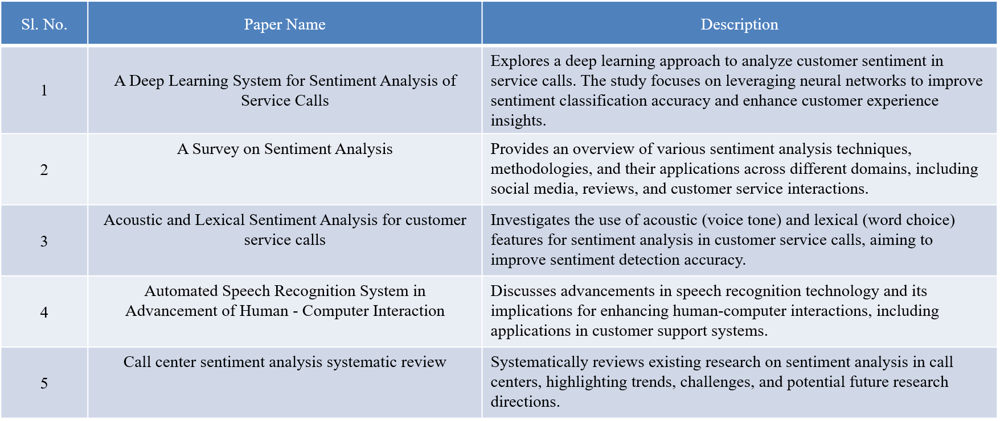 Sl. No.
Paper Name
Description
1
A Deep Learning System for Sentiment Analysis of
Service Calls
Explores a deep learning approach to analyze customer sentiment in
service calls. The study focuses on leveraging neural networks to improve
sentiment classification accuracy and enhance customer experience
insights.
2
A Survey on Sentiment Analysis
Provides an overview of various sentiment analysis techniques,
methodologies, and their applications across different domains, including
social media, reviews, and customer service interactions.
3
Acoustic and Lexical Sentiment Analysis for customer
service calls
Investigates the use of acoustic (voice tone) and lexical (word choice)
features for sentiment analysis in customer service calls, aiming to
improve sentiment detection accuracy.
4
Automated Speech Recognition System in
Advancement of Human - Computer Interaction
Discusses advancements in speech recognition technology and its
implications for enhancing human-computer interactions, including
applications in customer support systems.
5
Call center sentiment analysis systematic review
Systematically reviews existing research on sentiment analysis in call
centers, highlighting trends, challenges, and potential future research
directions.